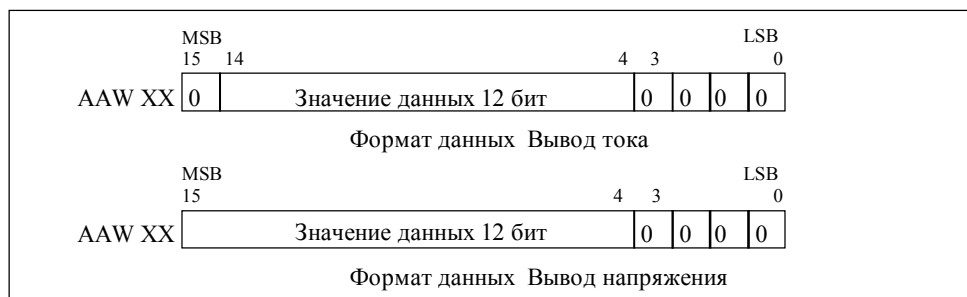 MSB LSB
15 14 4 3 0
AAW XX 0 Значение данных 12 бит 0 0 0 0
Формат данных Вывод тока
MSB LSB
15 4 3 0
AAW XX Значение данных 12 бит 0 0 0 0
Формат данных Вывод напряжения